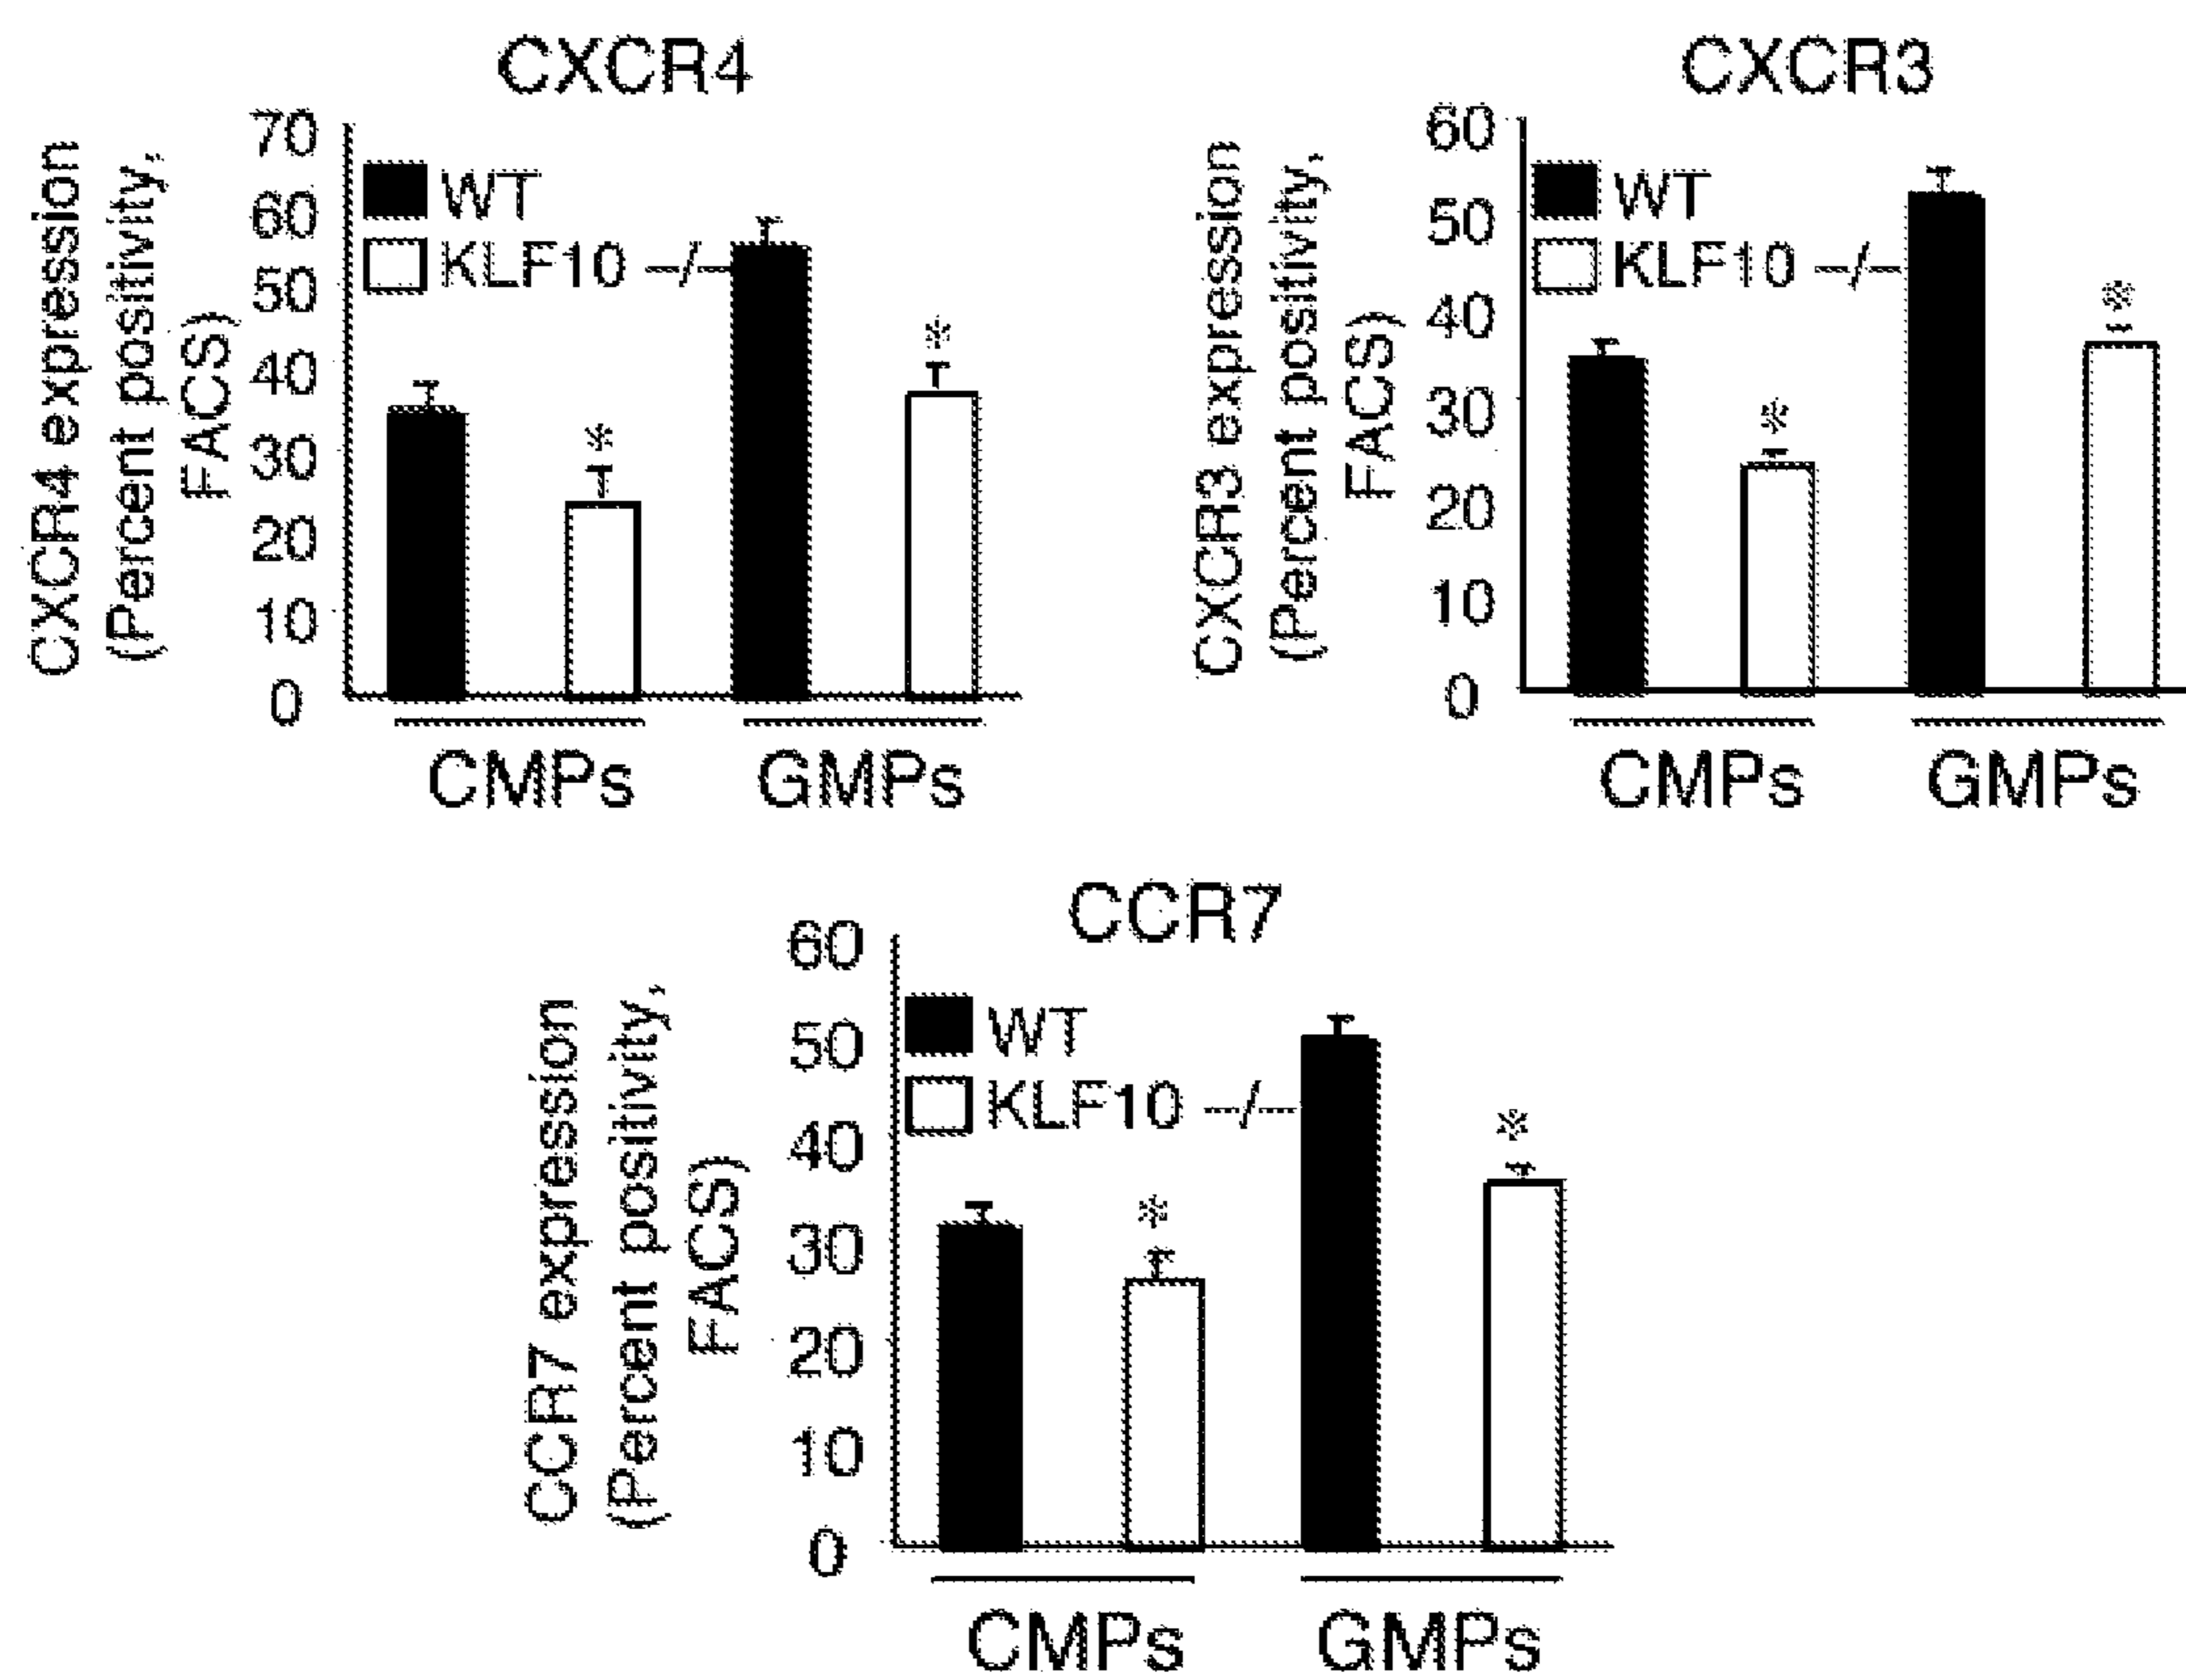 CXCR4
CXCR4 expression
(Percent positivity,
FACS)
70
60
50
40
30
20
10
0
WT
KLF10 –/–
*
*
CMPs
GMPs
CXCR3
CXCR3 expression
(Percent positivity,
FACS)
60
50
40
30
20
10
0
WT
KLF10 –/–
*
*
CMPs
GMPs
CCR7
CCR7 expression
(Percent positivity,
FACS)
60
50
40
30
20
10
0
WT
KLF10 –/–
*
*
CMPs
GMPs